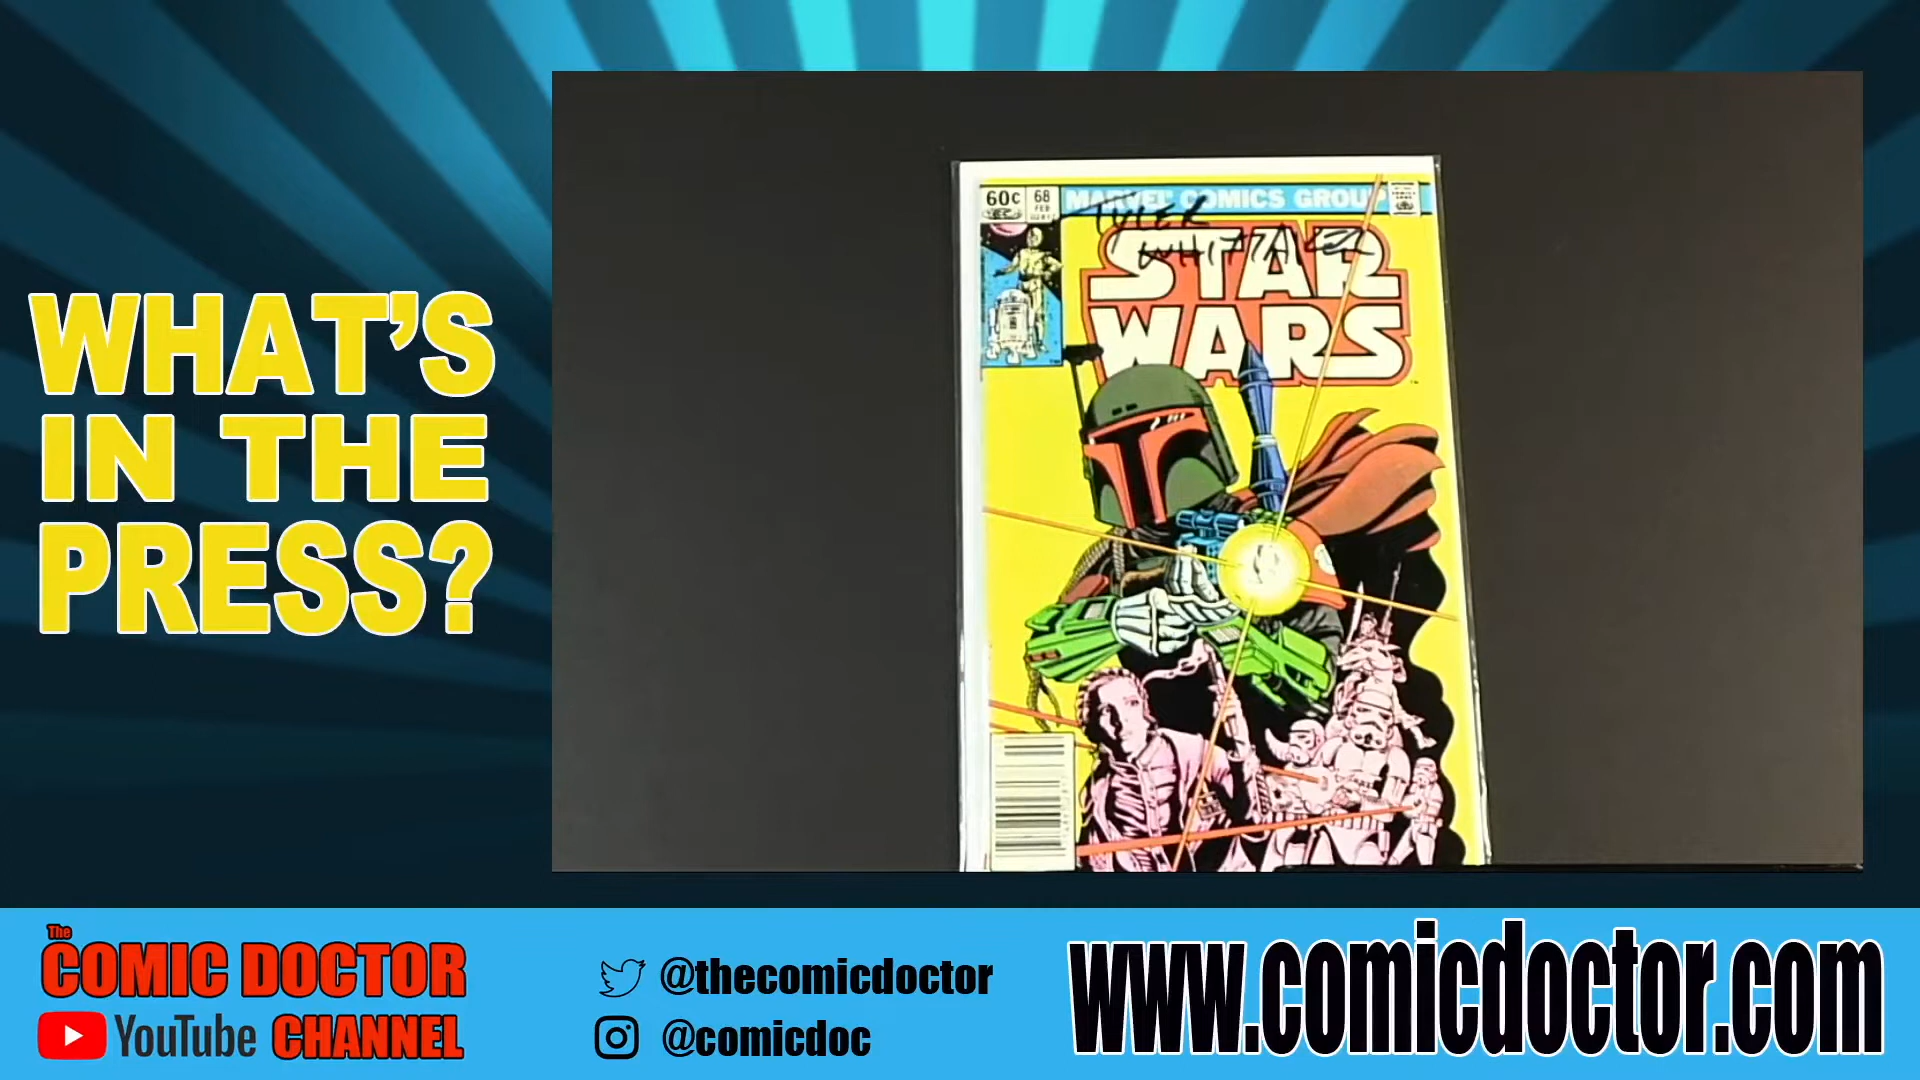 WHAT'S
IN THE
PRESS?
60¢
68
FEB
MARVEL COMICS GROUP
TYLER
STAR
WARS
The
COMIC DOCTOR
YouTube CHANNEL
@thecomicdoctor
@comicdoc
www.comicdoctor.com